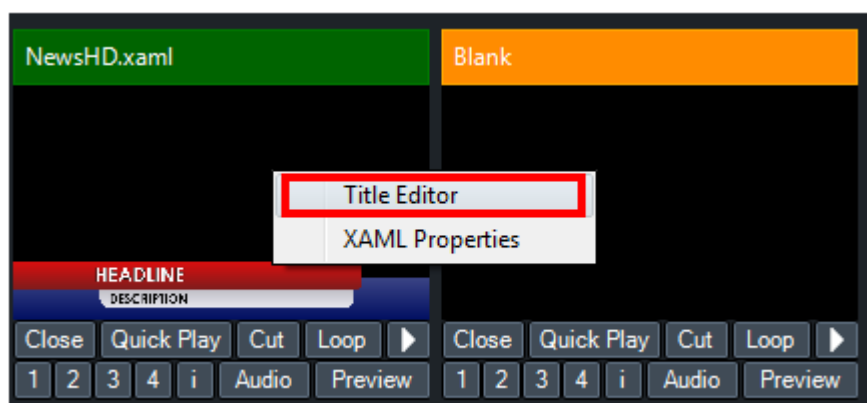 NewsHD.xaml
Blank
Title Editor
XAML Properties
HEADLINE
DESCRIPTION
Close Quick Play Cut Loop Close Quick Play Cut Loop
1 2 3 4 i Audio Preview 1 2 3 4 i Audio Preview